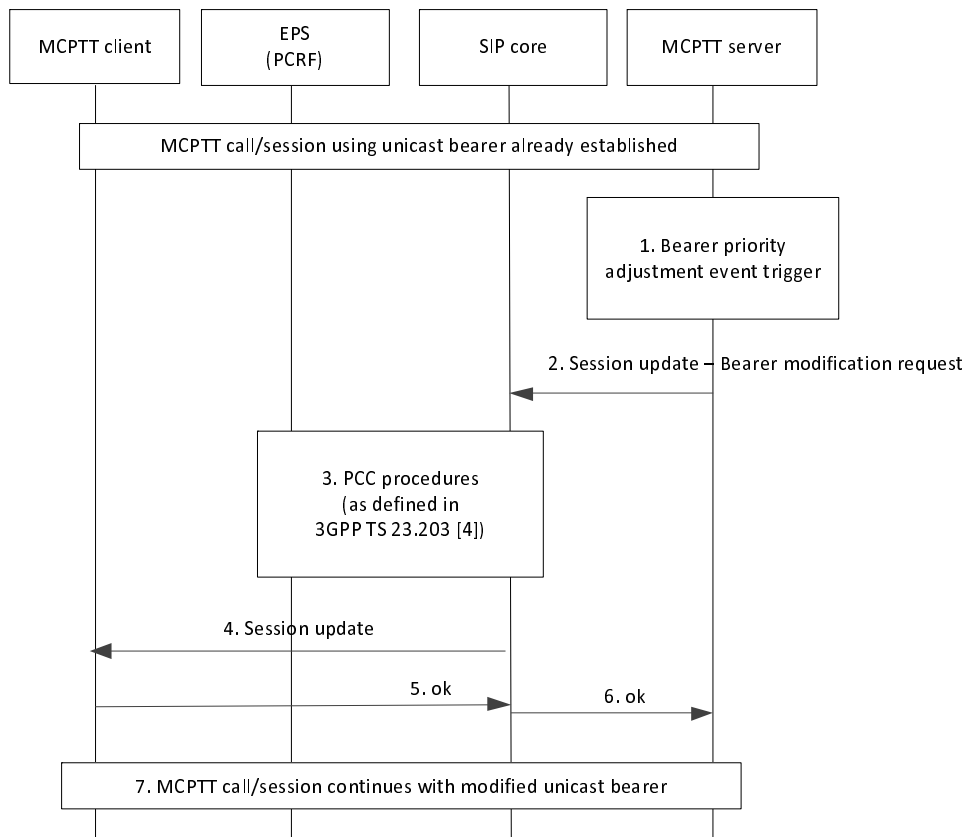 MCPTT client
EPS
(PCRF)
SIP core
MCPTT server
MCPTT call/session using unicast bearer already established
1. Bearer priority
adjustment event trigger
2. Session update – Bearer modification request
3. PCC procedures
(as defined in
3GPP TS 23.203 [4])
4. Session update
5. ok
6. ok
7. MCPTT call/session continues with modified unicast bearer